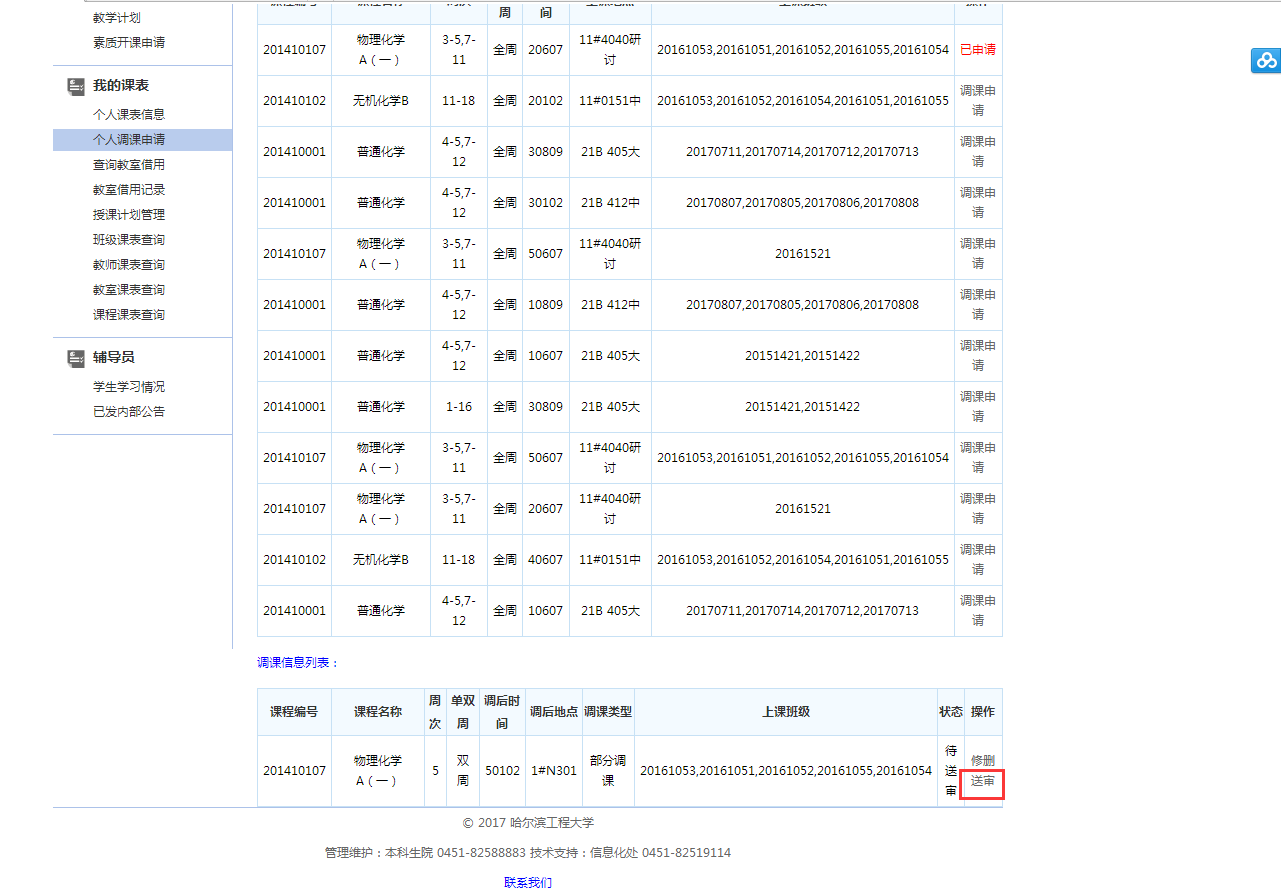 教学计划
素质开课申请
我的课表
个人课表信息
个人调课申请
查询教室借用
教室借用记录
授课计划管理
班级课表查询
教师课表查询
教室课表查询
课程课表查询
辅导员
学生学习情况
已发内部公告
周 间
201410107 物理化学A（一） 3-5,7-11 全周 20607 11#4040研讨 20161053,20161051,20161052,20161055,20161054 已申请
201410102 无机化学B 11-18 全周 20102 11#0151中 20161053,20161052,20161054,20161051,20161055 调课申请
201410001 普通化学 4-5,7-12 全周 30809 21B 405大 20170711,20170714,20170712,20170713 调课申请
201410001 普通化学 4-5,7-12 全周 30102 21B 412中 20170807,20170805,20170806,20170808 调课申请
201410107 物理化学A（一） 3-5,7-11 全周 50607 11#4040研讨 20161521 调课申请
201410001 普通化学 4-5,7-12 全周 10809 21B 412中 20170807,20170805,20170806,20170808 调课申请
201410001 普通化学 4-5,7-12 全周 10607 21B 405大 20151421,20151422 调课申请
201410001 普通化学 1-16 全周 30809 21B 405大 20151421,20151422 调课申请
201410107 物理化学A（一） 3-5,7-11 全周 50607 11#4040研讨 20161053,20161051,20161052,20161055,20161054 调课申请
201410107 物理化学A（一） 3-5,7-11 全周 20607 11#4040研讨 20161521 调课申请
201410102 无机化学B 11-18 全周 40607 11#0151中 20161053,20161052,20161054,20161051,20161055 调课申请
201410001 普通化学 4-5,7-12 全周 10607 21B 405大 20170711,20170714,20170712,20170713 调课申请
调课信息列表：
课程编号 课程名称 周次 单双周 调后时间 调后地点 调课类型 上课班级 状态 操作
201410107 物理化学A（一） 5 双周 50102 1#N301 部分调课 20161053,20161051,20161052,20161055,20161054 待送审 修删 送审
© 2017 哈尔滨工程大学
管理维护：本科生院 0451-82588883 技术支持：信息化处 0451-82519114
联系我们